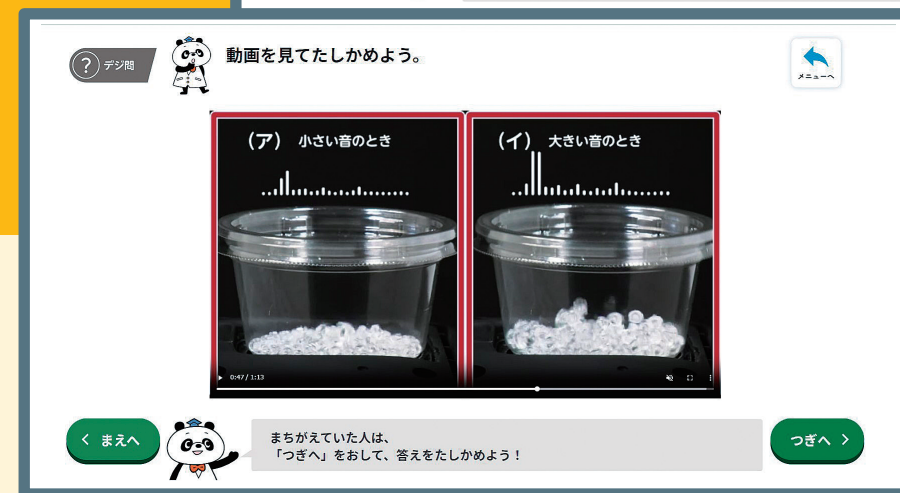 ? デジ問
動画を見てたしかめよう。
メニューへ
(ア) 小さい音のとき
(イ) 大きい音のとき
0:47 / 1:13
まえへ
まちがえていた人は、
「つぎへ」をおして、答えをたしかめよう！
つぎへ